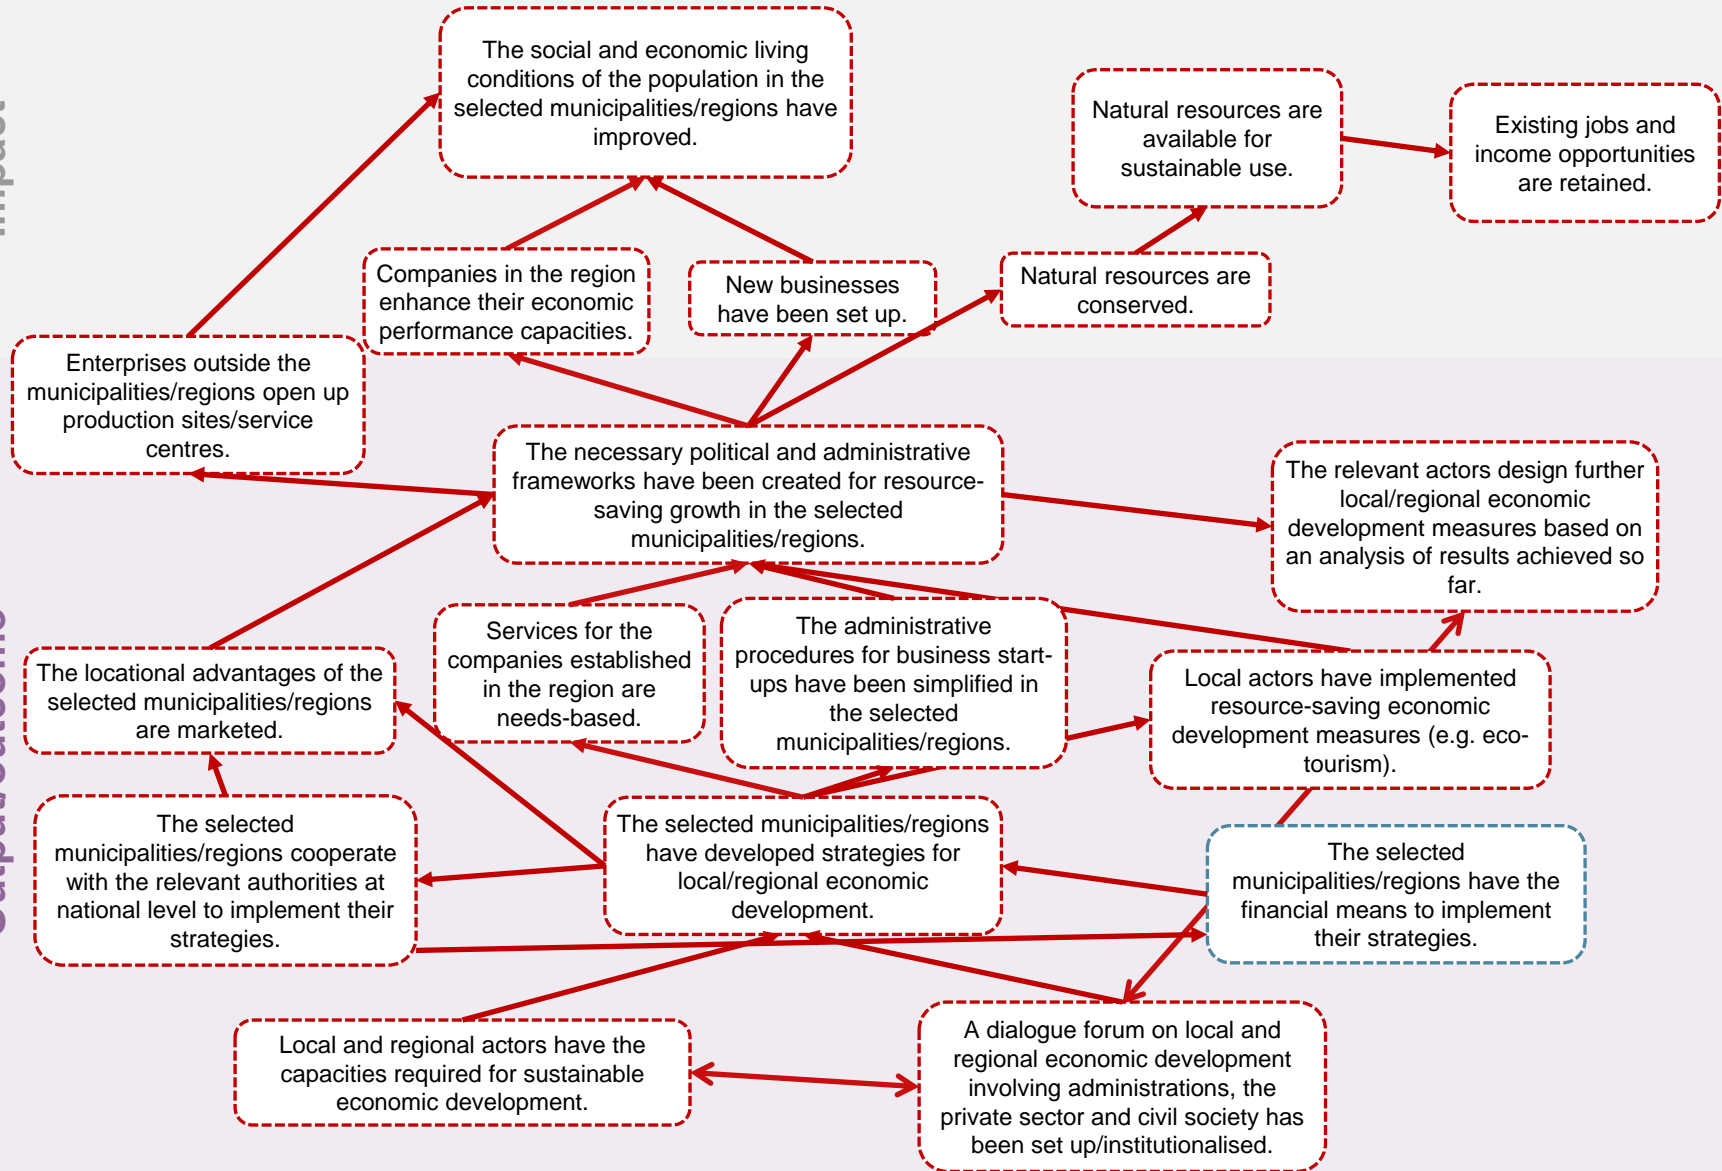 Impact
The social and economic living
conditions of the population in the
selected municipalities/regions have
improved.
Natural resources are
available for
sustainable use.
Existing jobs and
income opportunities
are retained.
Companies in the region
enhance their economic
performance capacities.
New businesses
have been set up.
Natural resources are
conserved.
Enterprises outside the
municipalities/regions open up
production sites/service
centres.
The necessary political and administrative
frameworks have been created for resource-
saving growth in the selected
municipalities/regions.
The relevant actors design further
local/regional economic
development measures based on
an analysis of results achieved so
far.
Output/Outcome
The locational advantages of the
selected municipalities/regions
are marketed.
Services for the
companies established
in the region are
needs-based.
The administrative
procedures for business start-
ups have been simplified in
the selected
municipalities/regions.
Local actors have implemented
resource-saving economic
development measures (e.g. eco-
tourism).
The selected
municipalities/regions cooperate
with the relevant authorities at
national level to implement their
strategies.
The selected municipalities/regions
have developed strategies for
local/regional economic
development.
The selected
municipalities/regions have the
financial means to implement
their strategies.
Local and regional actors have the
capacities required for sustainable
economic development.
A dialogue forum on local and
regional economic development
involving administrations, the
private sector and civil society has
been set up/institutionalised.